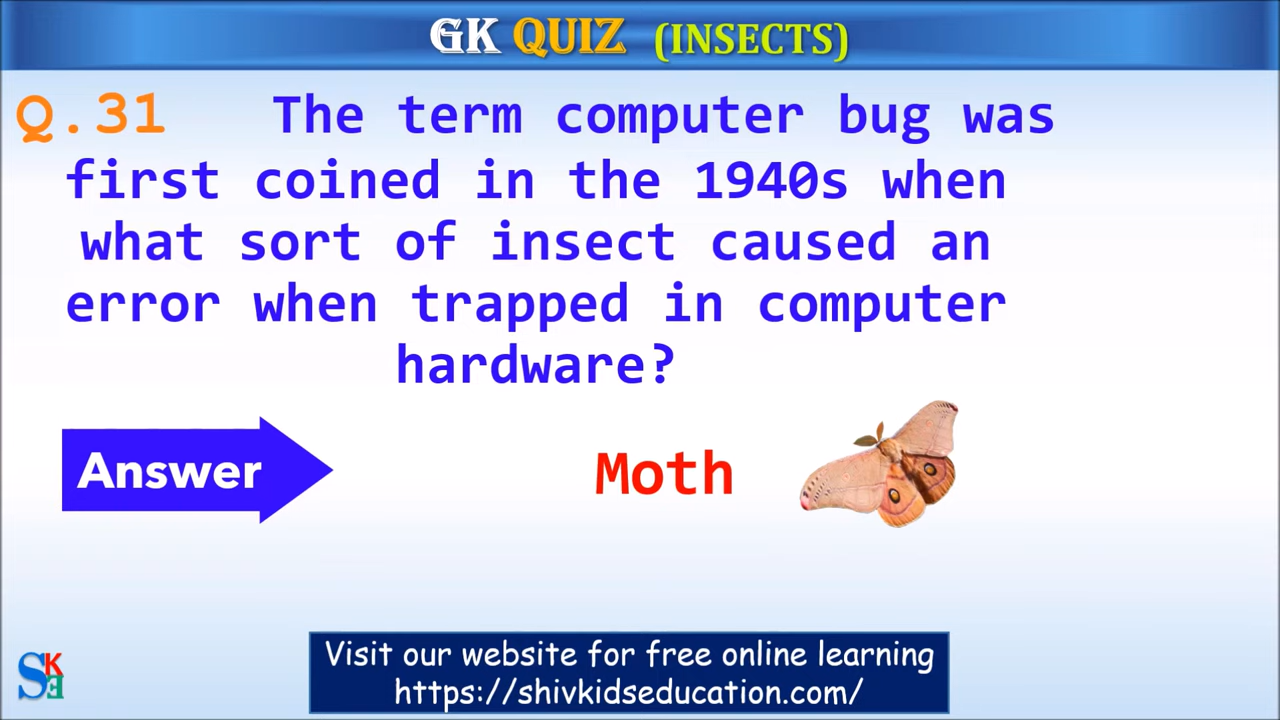 GK QUIZ (INSECTS)
Q.31 The term computer bug was
first coined in the 1940s when
what sort of insect caused an
error when trapped in computer
hardware?
Answer
Moth
SKE
Visit our website for free online learning
https://shivkidseducation.com/